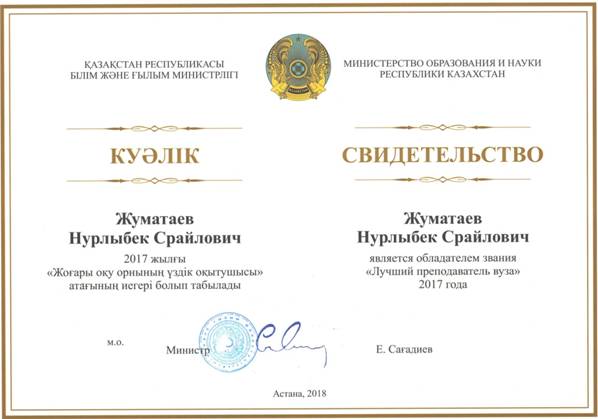 ҚАЗАҚСТАН РЕСПУБЛИКАСЫ
БІЛІМ ЖӘНЕ ҒЫЛЫМ МИНИСТРЛІГІ
КУӘЛІК
Жуматаев
Нурлыбек Срайлович
2017 жылғы
«Жоғары оқу орнының үздік оқытушысы»
атағының иегері болып табылады
МИНИСТЕРСТВО ОБРАЗОВАНИЯ И НАУКИ
РЕСПУБЛИКИ КАЗАХСТАН
СВИДЕТЕЛЬСТВО
Жуматаев
Нурлыбек Срайлович
является обладателем звания
«Лучший преподаватель вуза»
2017 года
м.о.
Министр
Е. Сағадиев
Астана, 2018